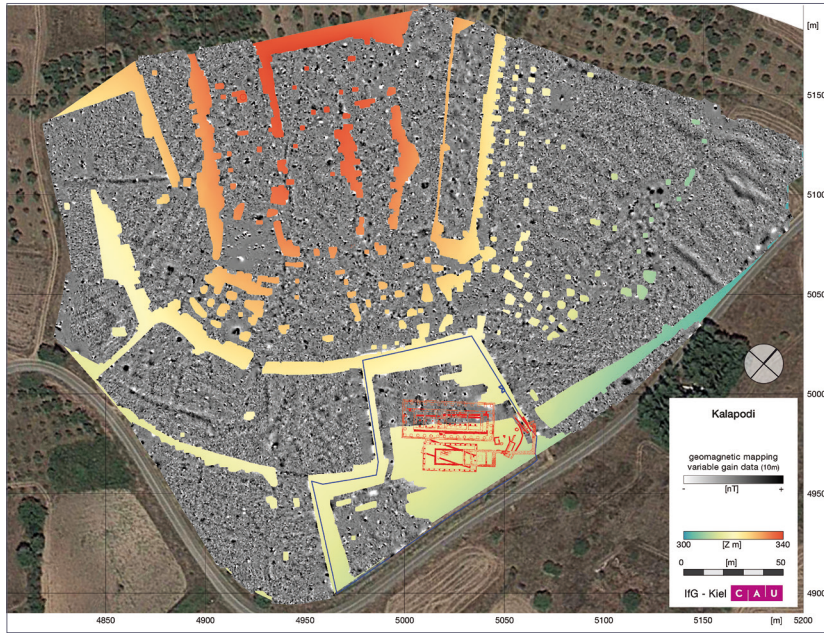 [m]
5150
5100
5050
5000
4950
4900
Kalapodi
geomagnetic mapping
variable gain data (10m)
- [nT] +
300 [Z m] 340
0 [m] 50
IfG - Kiel C | A | U
4850 4900 4950 5000 5050 5100 5150 [m] 5200